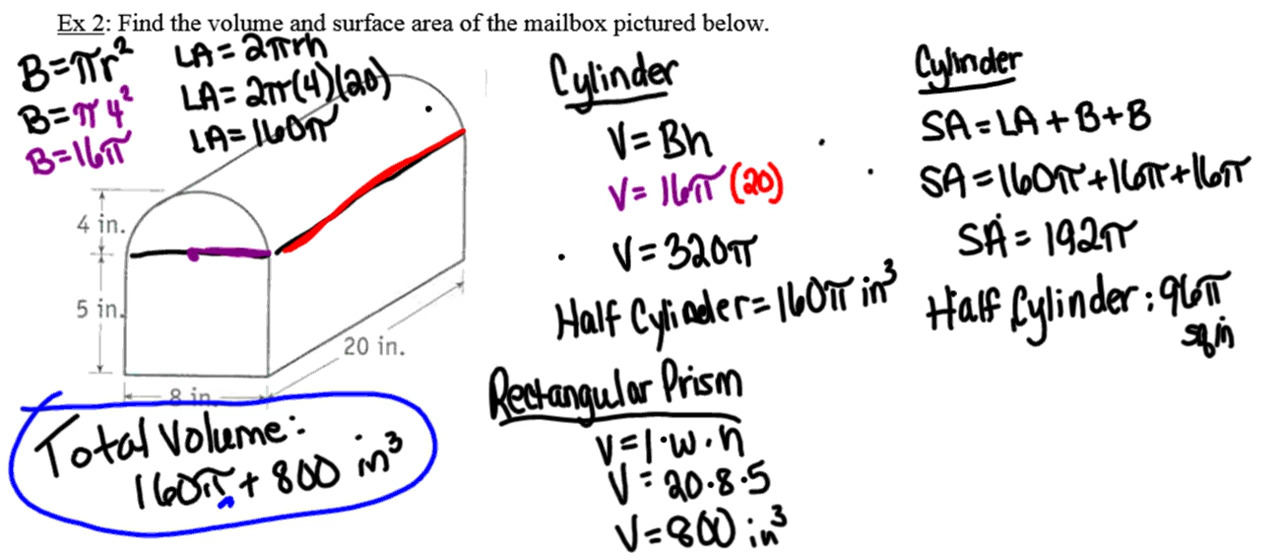 Ex 2: Find the volume and surface area of the mailbox pictured below.
B=πr²
B=π4²
B=16π
LA=2πrh
LA=2π(4)(20)
LA=160π
4 in.
5 in.
8 in.
20 in.
Total Volume:
160π+800 in³
Cylinder
V=Bh
V=16π(20)
V=320π
Half Cylinder=160π in³
Rectangular Prism
V=l·w·h
V=20·8·5
V=800 in³
Cylinder
SA=LA+B+B
SA=160π+16π+16π
SA=192π
Half Cylinder: 96π
sq in